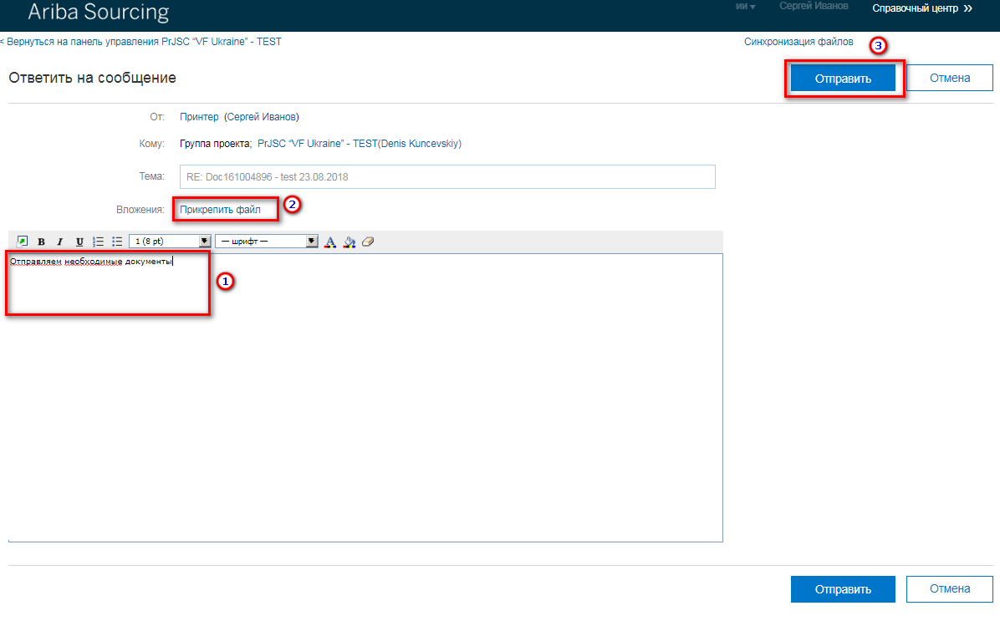 Ariba Sourcing
ии Сергей Иванов Справочный центр »
< Вернуться на панель управления PrJSC “VF Ukraine” - TEST Синхронизация файлов
3
Ответить на сообщение Отправить Отмена
От: Принтер (Сергей Иванов)
Кому: Группа проекта; PrJSC “VF Ukraine” - TEST(Denis Kuncevskiy)
Тема: RE: Doc161004896 - test 23.08.2018
Вложения: Прикрепить файл 2
B I U 1 (8 pt) — шрифт — A
Отправляем необходимые документы
1
Отправить Отмена